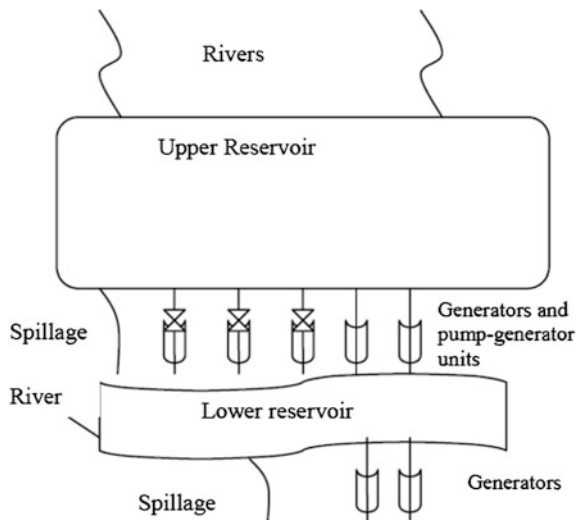 Rivers
Upper Reservoir
Generators and
pump-generator
units
Spillage
River
Lower reservoir
Generators
Spillage